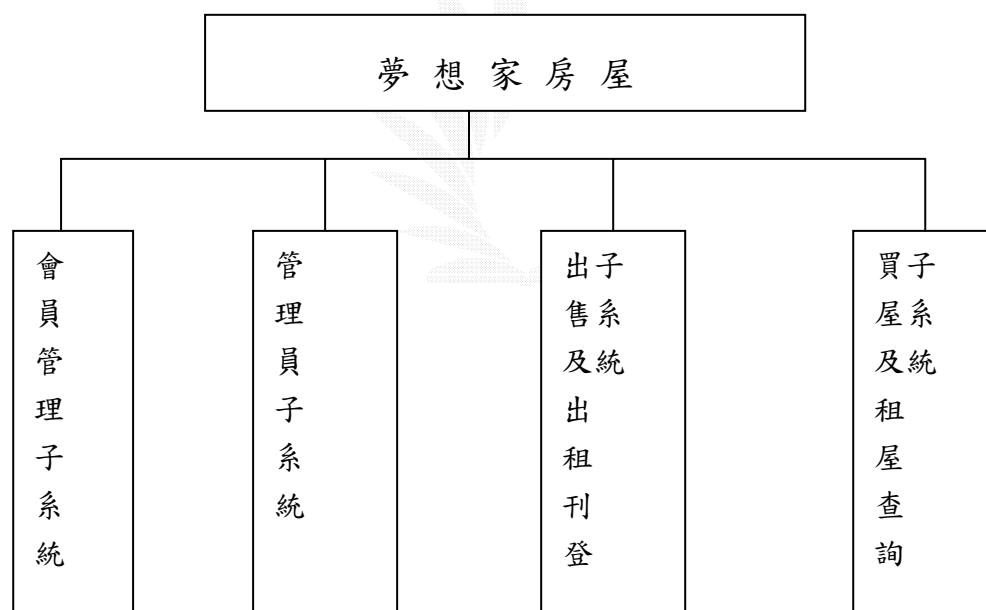 夢想家房屋
會員管理子系統
管理員子系統
出售及出租刊登
子系統
買屋及租屋查詢
子系統